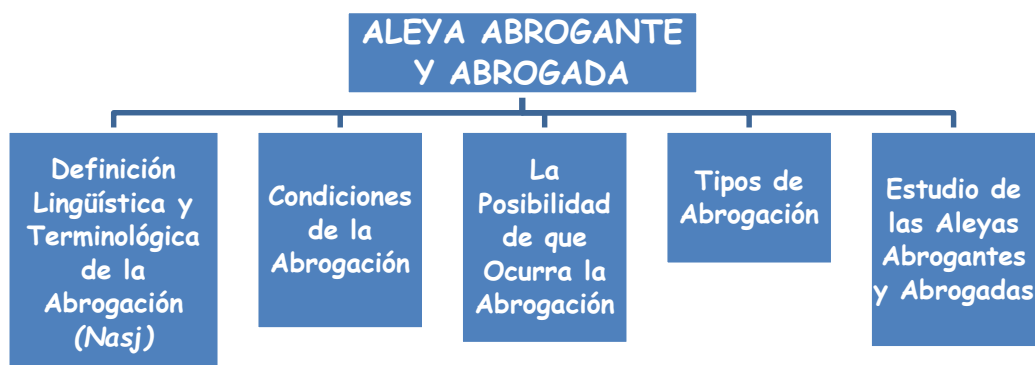 ALEYA ABROGANTE
Y ABROGADA
Definición
Lingüística y
Terminológica
de la
Abrogación
(Nasj)
Condiciones
de la
Abrogación
La
Posibilidad
de que
Ocurra la
Abrogación
Tipos de
Abrogación
Estudio de
las Aleyas
Abrogantes
y Abrogadas